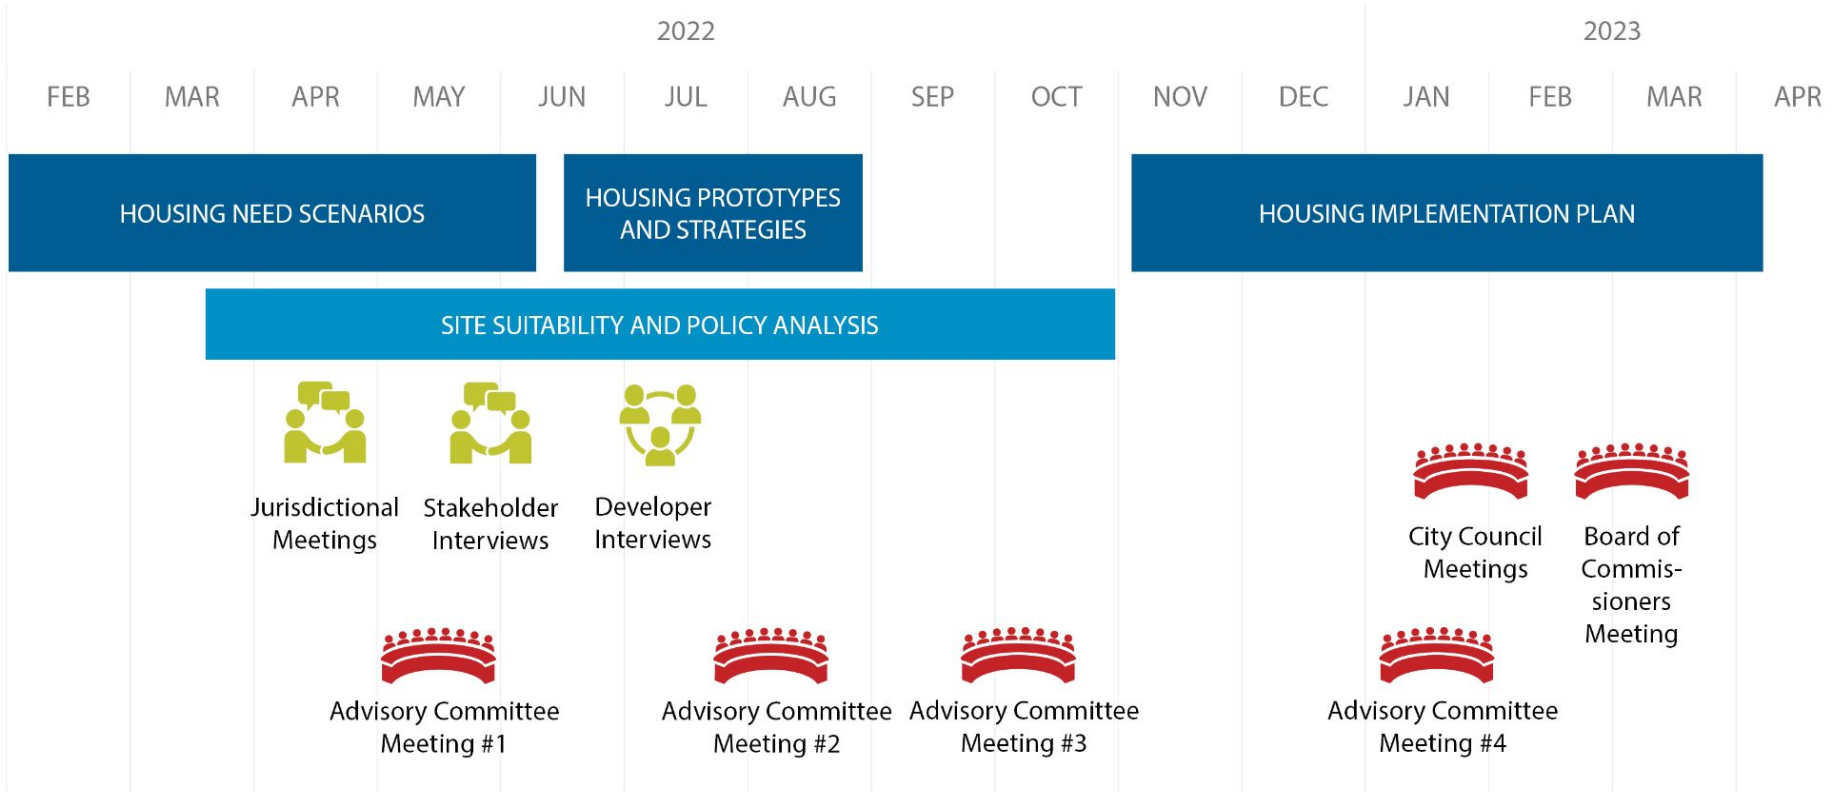 2022
2023
FEB
MAR
APR
MAY
JUN
JUL
AUG
SEP
OCT
NOV
DEC
JAN
FEB
MAR
APR
HOUSING NEED SCENARIOS
HOUSING PROTOTYPES
AND STRATEGIES
HOUSING IMPLEMENTATION PLAN
SITE SUITABILITY AND POLICY ANALYSIS
Jurisdictional
Meetings
Stakeholder
Interviews
Developer
Interviews
City Council
Meetings
Board of
Commis-
sioners
Meeting
Advisory Committee
Meeting #1
Advisory Committee
Meeting #2
Advisory Committee
Meeting #3
Advisory Committee
Meeting #4